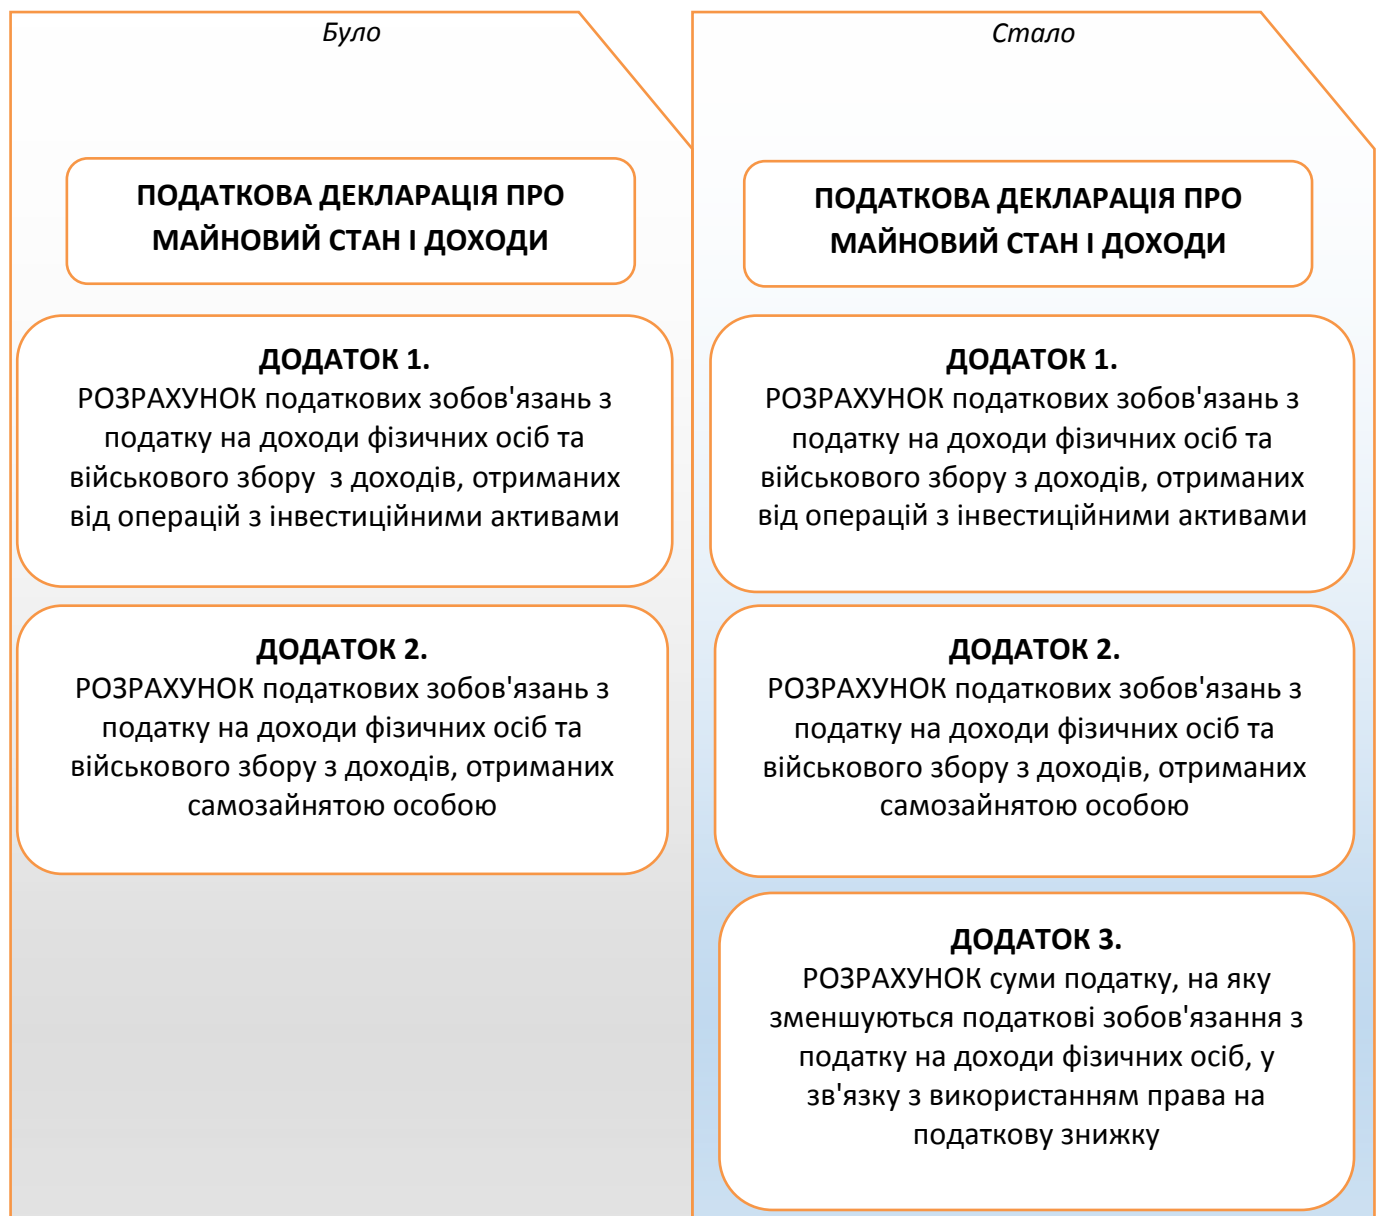 Було
ПОДАТКОВА ДЕКЛАРАЦІЯ ПРО
МАЙНОВИЙ СТАН І ДОХОДИ
ДОДАТОК 1.
РОЗРАХУНОК податкових зобов'язань з
податку на доходи фізичних осіб та
військового збору з доходів, отриманих
від операцій з інвестиційними активами
ДОДАТОК 2.
РОЗРАХУНОК податкових зобов'язань з
податку на доходи фізичних осіб та
військового збору з доходів, отриманих
самозайнятою особою
Стало
ПОДАТКОВА ДЕКЛАРАЦІЯ ПРО
МАЙНОВИЙ СТАН І ДОХОДИ
ДОДАТОК 1.
РОЗРАХУНОК податкових зобов'язань з
податку на доходи фізичних осіб та
військового збору з доходів, отриманих
від операцій з інвестиційними активами
ДОДАТОК 2.
РОЗРАХУНОК податкових зобов'язань з
податку на доходи фізичних осіб та
військового збору з доходів, отриманих
самозайнятою особою
ДОДАТОК 3.
РОЗРАХУНОК суми податку, на яку
зменшуються податкові зобов'язання з
податку на доходи фізичних осіб, у
зв'язку з використанням права на
податкову знижку